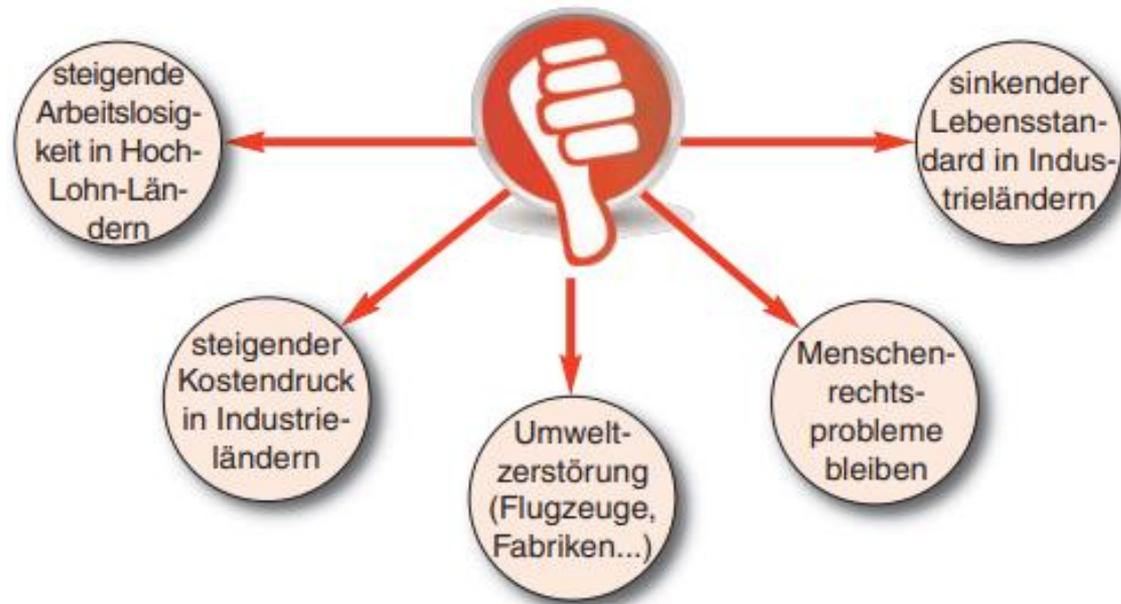 steigende
Arbeitslosig-
keit in Hoch-
Lohn-Län-
dern
steigender
Kostendruck
in Industrie-
ländern
Umwelt-
zerstörung
(Flugzeuge,
Fabriken...)
Menschen-
rechts-
probleme
bleiben
sinkender
Lebensstan-
dard in Indus-
trieländern